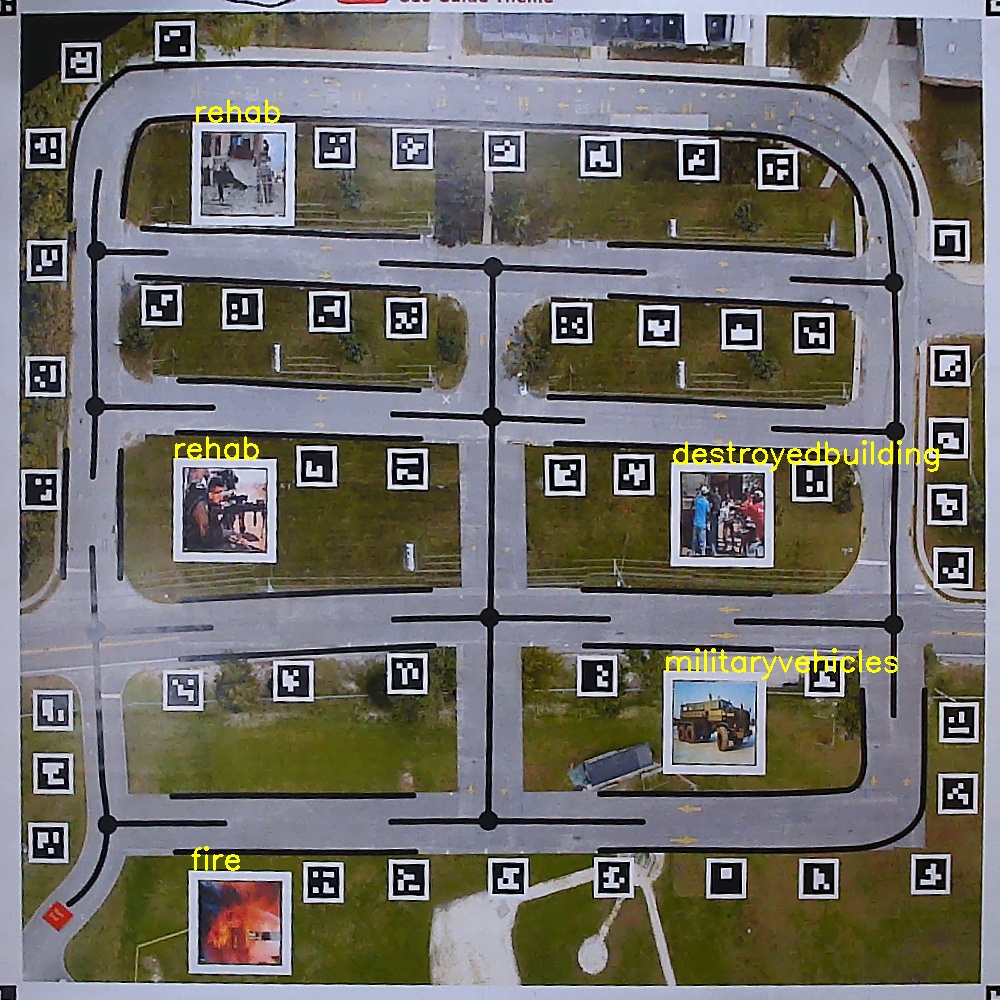 rehab
rehab
destroyedbuilding
militaryvehicles
fire